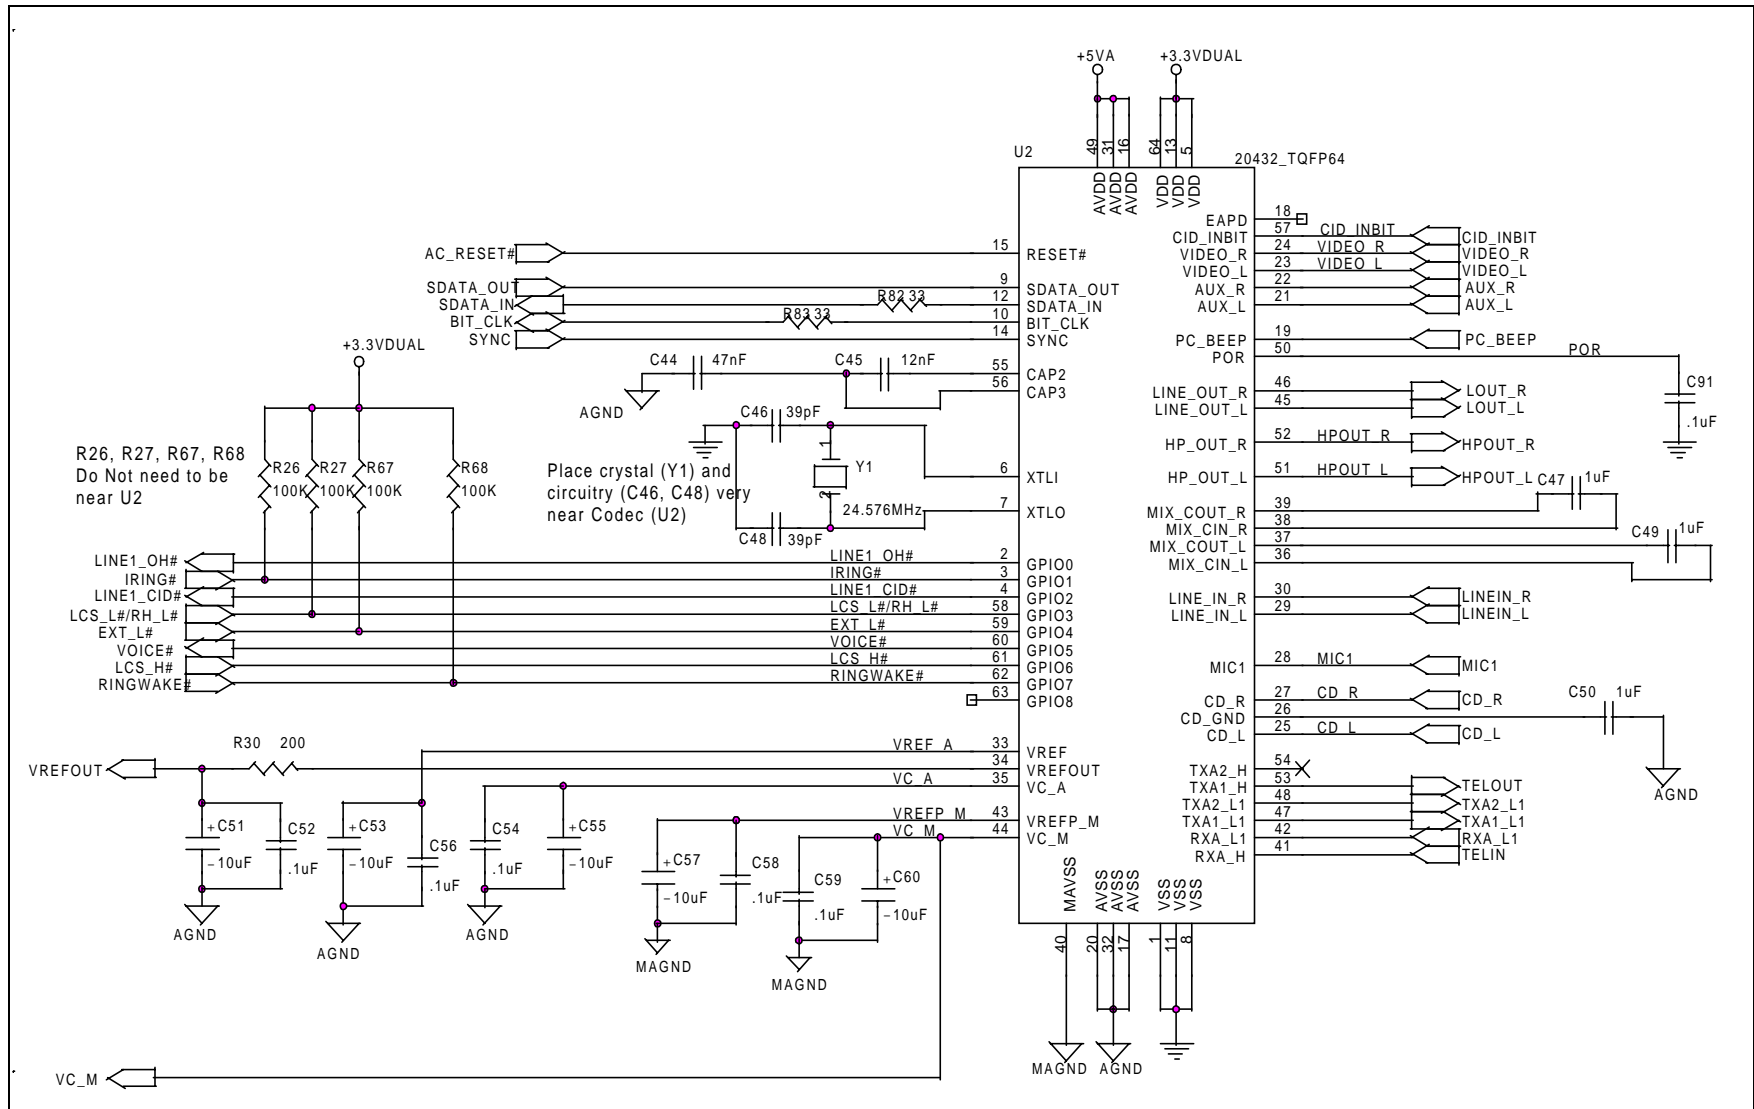 +5VA
+3.3VDUAL
49
31
16
64
13
5
U2
20432_TQFP64
AVDD
AVDD
AVDD
VDD
VDD
VDD
AC_RESET#
15
RESET#
SDATA_OUT
9
SDATA_OUT
SDATA_IN
R82 33
12
SDATA_IN
BIT_CLK
R83 33
10
BIT_CLK
SYNC
14
SYNC
+3.3VDUAL
C44
47nF
C45
12nF
55
CAP2
56
CAP3
AGND
C46
39pF
R26, R27, R67, R68
Do Not need to be
near U2
R26
100K
R27
100K
R67
100K
R68
100K
Place crystal (Y1) and
circuitry (C46, C48) very
near Codec (U2)
1
Y1
2
24.576MHz
C48
39pF
6
XTLI
7
XTLO
LINE1_OH#
LINE1_OH#
2
GPIO0
IRING#
IRING#
3
GPIO1
LINE1_CID#
LINE1_CID#
4
GPIO2
LCS_L#/RH_L#
LCS_L#/RH_L#
58
GPIO3
EXT_L#
EXT_L#
59
GPIO4
VOICE#
VOICE#
60
GPIO5
LCS_H#
LCS_H#
61
GPIO6
RINGWAKE#
RINGWAKE#
62
GPIO7
63
GPIO8
R30
200
VREFOUT
VREF_A
33
VREF
34
VREFOUT
VC_A
35
VC_A
VREFP_M
43
VREFP_M
VC_M
44
VC_M
+C51
–10uF
C52
.1uF
+C53
–10uF
C56
.1uF
C54
.1uF
+C55
–10uF
+C57
–10uF
C58
.1uF
C59
.1uF
+C60
–10uF
AGND
AGND
AGND
MAGND
MAGND
VC_M
EAPD
18
CID_INBIT
57
CID_INBIT
CID_INBIT
VIDEO_R
24
VIDEO_R
VIDEO_R
VIDEO_L
23
VIDEO_L
VIDEO_L
AUX_R
22
AUX_R
AUX_L
21
AUX_L
PC_BEEP
19
PC_BEEP
POR
50
POR
C91
.1uF
LINE_OUT_R
46
LOUT_R
LINE_OUT_L
45
LOUT_L
HP_OUT_R
52
HPOUT_R
HPOUT_R
HP_OUT_L
51
HPOUT_L
HPOUT_L
C47
1uF
MIX_COUT_R
39
MIX_CIN_R
38
MIX_COUT_L
37
C49
1uF
MIX_CIN_L
36
LINE_IN_R
30
LINEIN_R
LINE_IN_L
29
LINEIN_L
MIC1
28
MIC1
MIC1
CD_R
27
CD_R
CD_R
CD_GND
26
C50
1uF
CD_L
25
CD_L
CD_L
AGND
TXA2_H
54
TXA1_H
53
TELOUT
TXA2_L1
48
TXA2_L1
TXA1_L1
47
TXA1_L1
RXA_L1
42
RXA_L1
RXA_H
41
TELIN
MAVSS
AVSS
AVSS
AVSS
VSS
VSS
VSS
40
20
32
17
1
11
8
MAGND
AGND